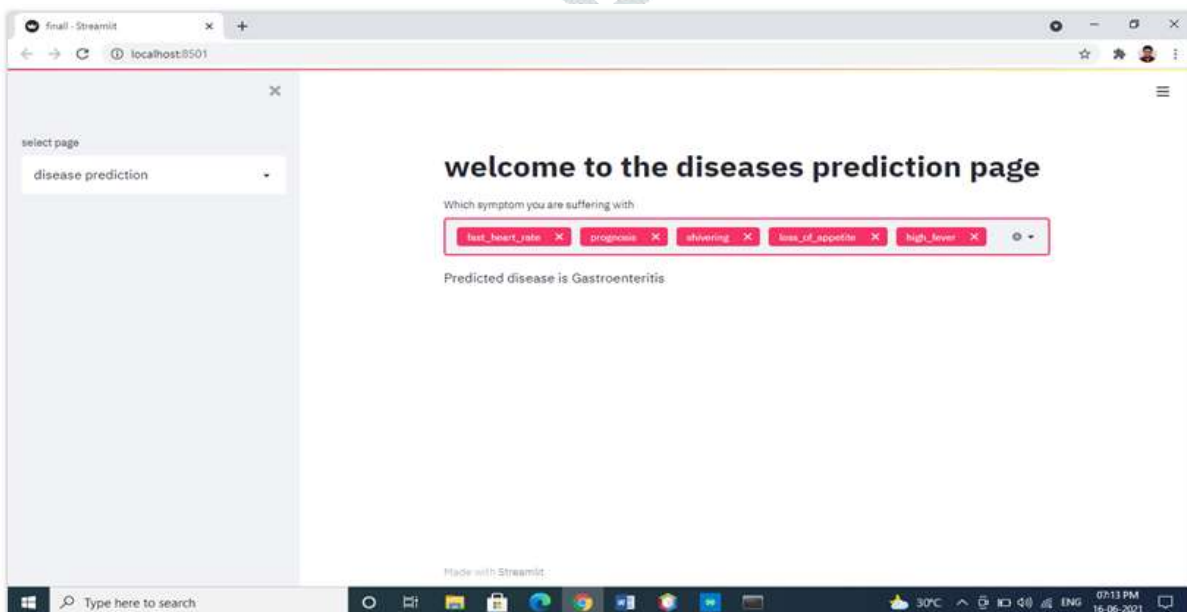 finall · Streamlit
localhost:8501
select page
disease prediction
welcome to the diseases prediction page
Which symptom you are suffering with
fast_heart_rate prognosis shivering loss_of_appetite high_fever
Predicted disease is Gastroenteritis
Made with Streamlit
Type here to search
30°C ENG 07:13 PM
16-06-2021